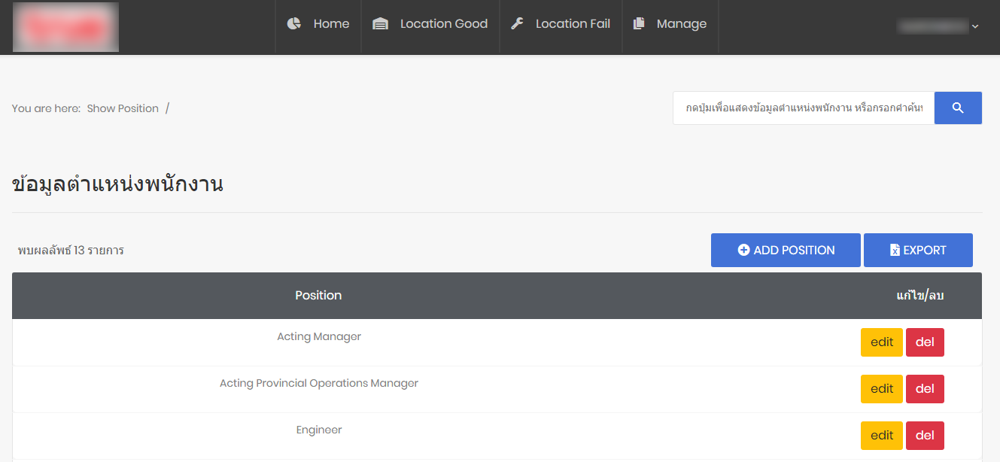 Home Location Good Location Fail Manage
You are here: Show Position /
กดปุ่มเพื่อแสดงข้อมูลตำแหน่งพนักงาน หรือกรอกคำค้น
ข้อมูลตำแหน่งพนักงาน
พบผลลัพธ์ 13 รายการ
ADD POSITION EXPORT
Position แก้ไข/ลบ
Acting Manager edit del
Acting Provincial Operations Manager edit del
Engineer edit del